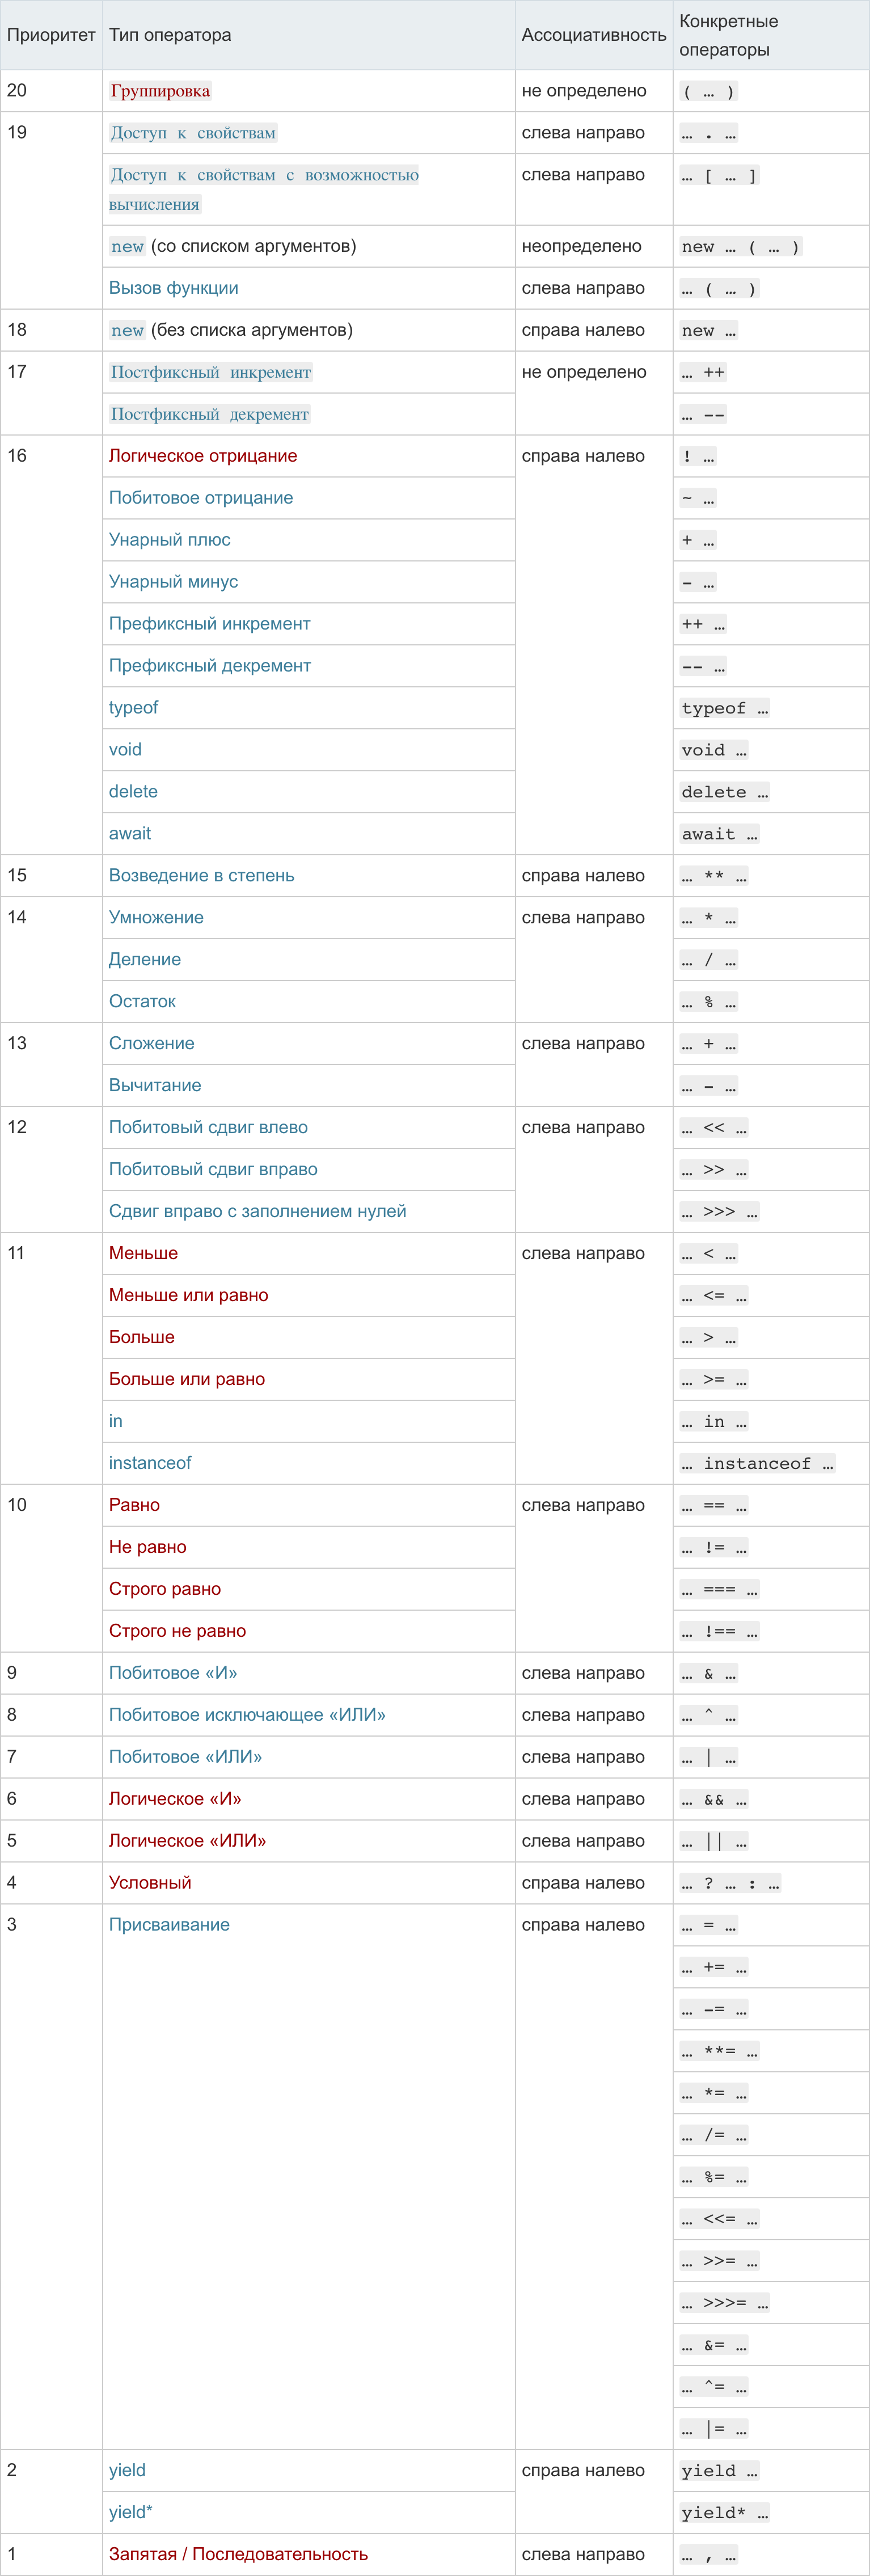 Приоритет Тип оператора Ассоциативность Конкретные
операторы
20 Группировка не определено ( … )
19 Доступ к свойствам слева направо … . …
Доступ к свойствам с возможностью слева направо … [ … ]
вычисления
new (со списком аргументов) неопределено new … ( … )
Вызов функции слева направо … ( … )
18 new (без списка аргументов) справа налево new …
17 Постфиксный инкремент не определено … ++
Постфиксный декремент … --
16 Логическое отрицание справа налево ! …
Побитовое отрицание ~ …
Унарный плюс + …
Унарный минус - …
Префиксный инкремент ++ …
Префиксный декремент -- …
typeof typeof …
void void …
delete delete …
await await …
15 Возведение в степень справа налево … ** …
14 Умножение слева направо … * …
Деление … / …
Остаток … % …
13 Сложение слева направо … + …
Вычитание … - …
12 Побитовый сдвиг влево слева направо … << …
Побитовый сдвиг вправо … >> …
Сдвиг вправо с заполнением нулей … >>> …
11 Меньше слева направо … < …
Меньше или равно … <= …
Больше … > …
Больше или равно … >= …
in … in …
instanceof … instanceof …
10 Равно слева направо … == …
Не равно … != …
Строго равно … === …
Строго не равно … !== …
9 Побитовое «И» слева направо … & …
8 Побитовое исключающее «ИЛИ» слева направо … ^ …
7 Побитовое «ИЛИ» слева направо … | …
6 Логическое «И» слева направо … && …
5 Логическое «ИЛИ» слева направо … || …
4 Условный справа налево … ? … : …
3 Присваивание справа налево … = …
… += …
… -= …
… **= …
… *= …
… /= …
… %= …
… <<= …
… >>= …
… >>>= …
… &= …
… ^= …
… |= …
2 yield справа налево yield …
yield* yield* …
1 Запятая / Последовательность слева направо … , …